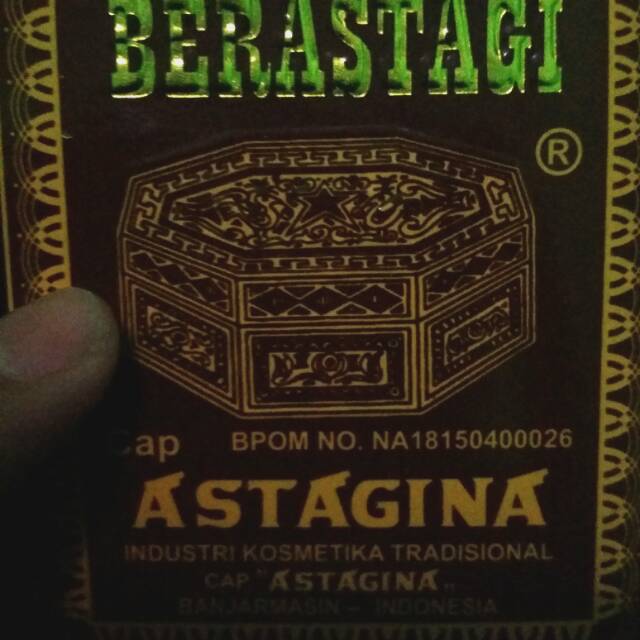 BERASTAGI
®
Cap BPOM NO. NA18150400026
ASTAGINA
INDUSTRI KOSMETIKA TRADISIONAL
CAP "ASTAGINA„
BANJARMASIN - INDONESIA